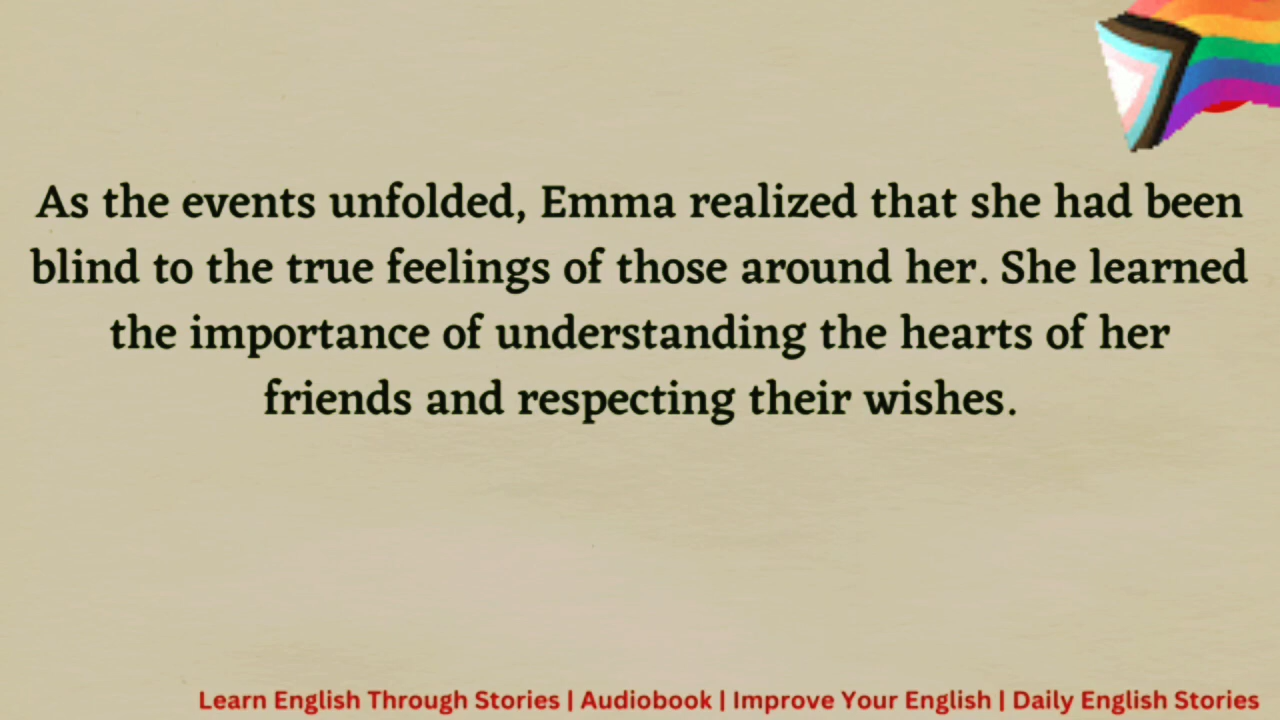 As the events unfolded, Emma realized that she had been
blind to the true feelings of those around her. She learned
the importance of understanding the hearts of her
friends and respecting their wishes.
Learn English Through Stories | Audiobook | Improve Your English | Daily English Stories